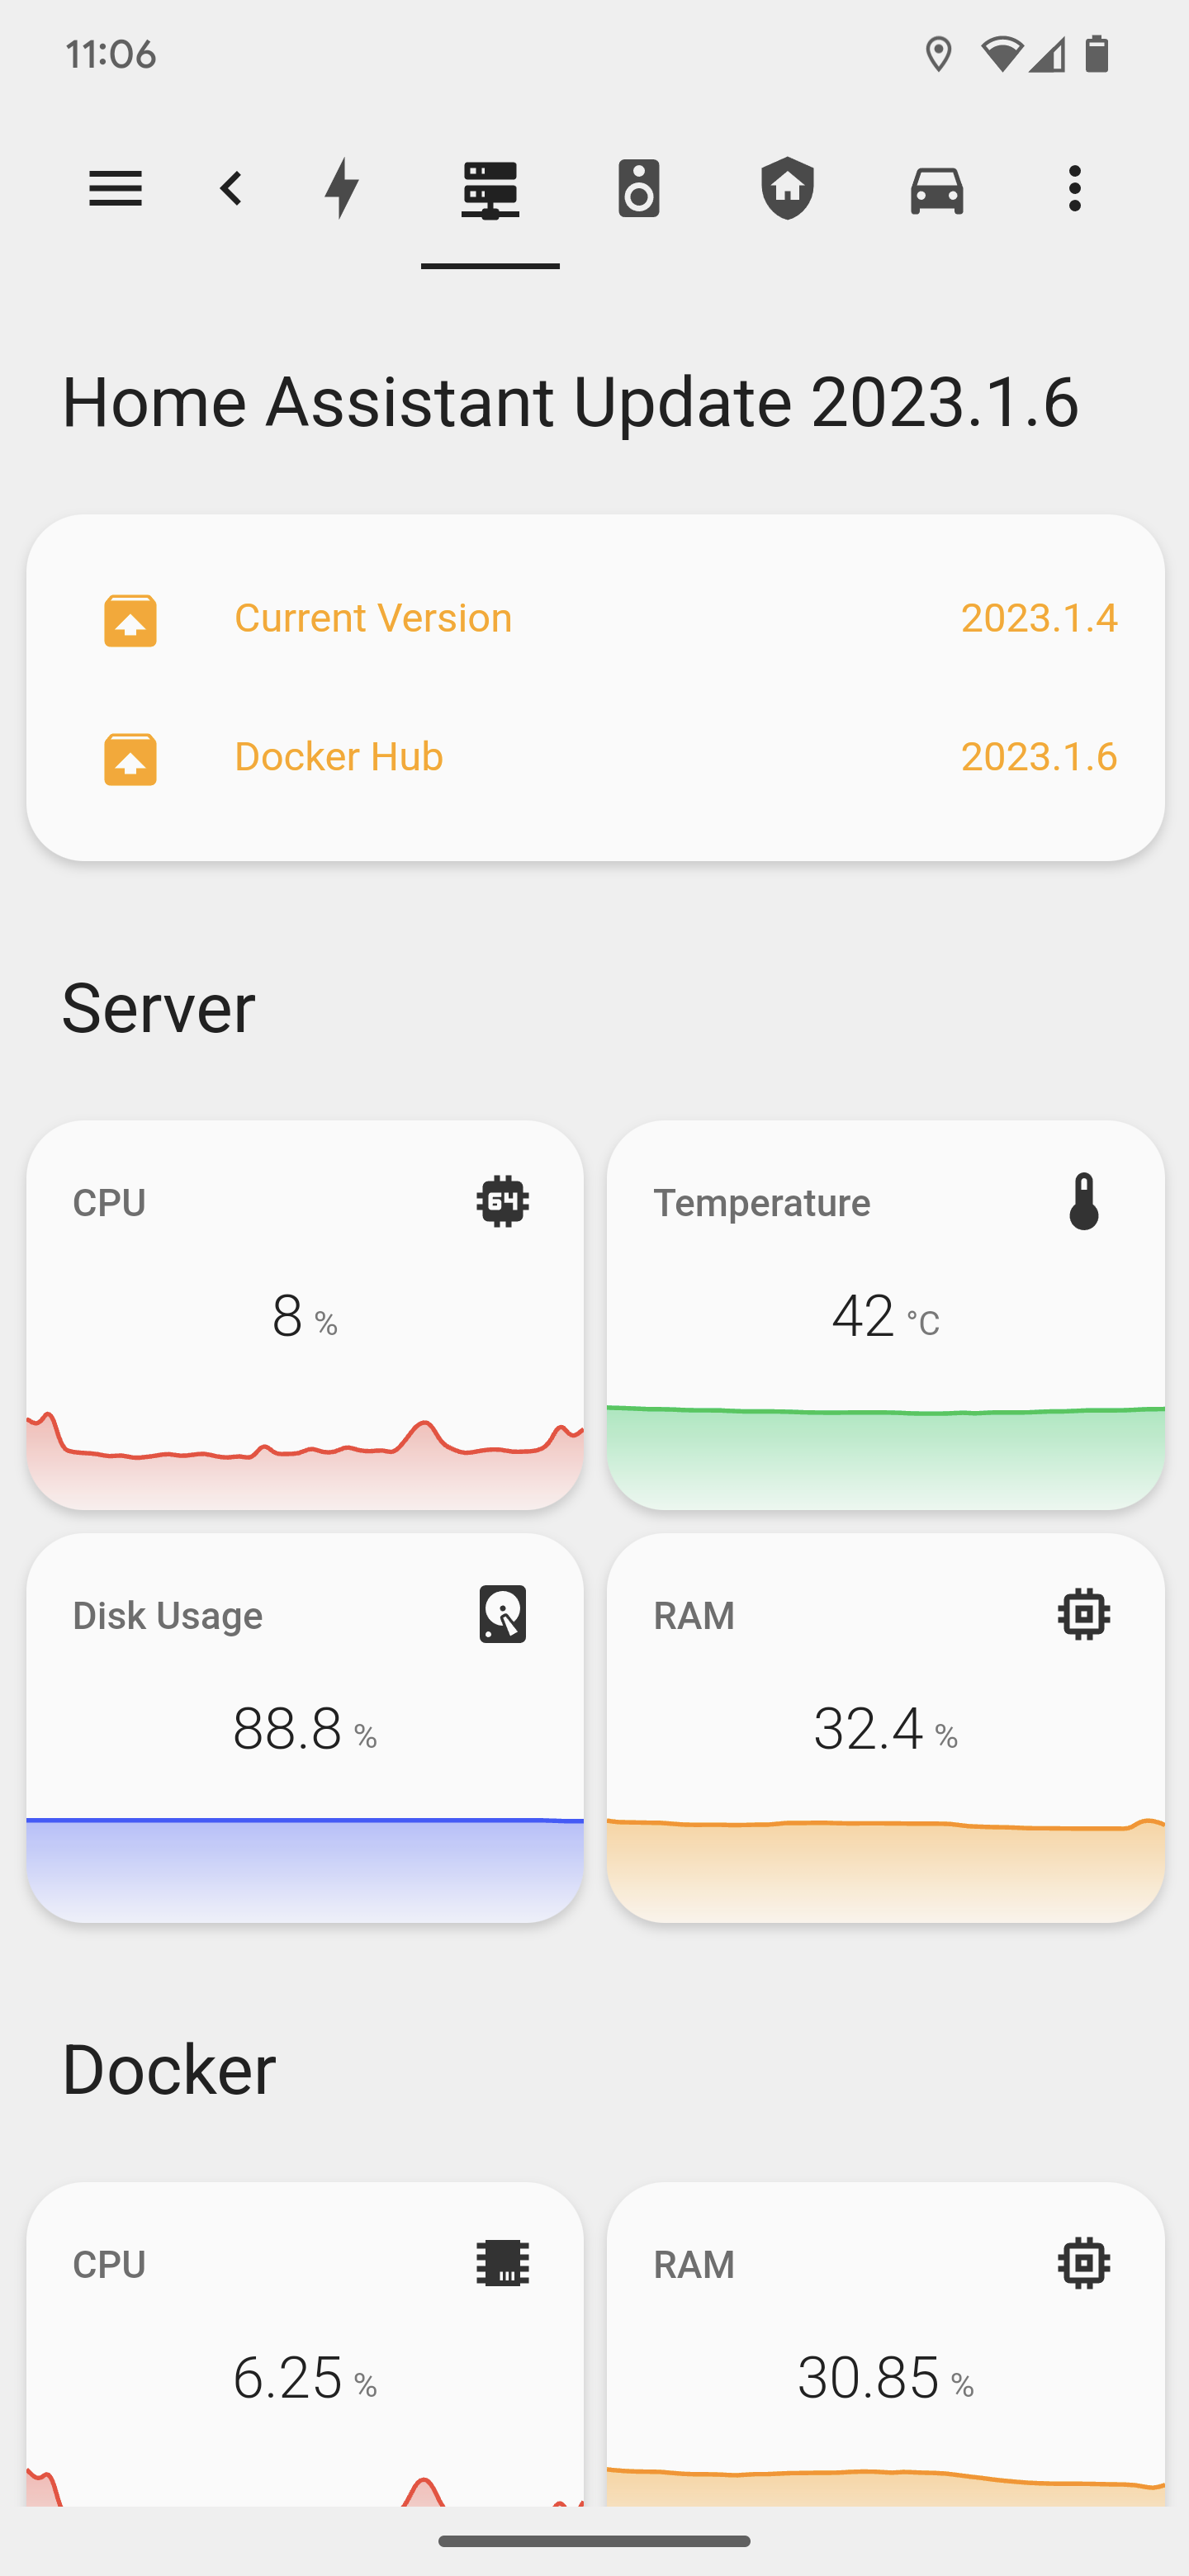 11:06
Home Assistant Update 2023.1.6
Current Version 2023.1.4
Docker Hub 2023.1.6
Server
CPU
64
8 %
Temperature
42 °C
Disk Usage
88.8 %
RAM
32.4 %
Docker
CPU
6.25 %
RAM
30.85 %